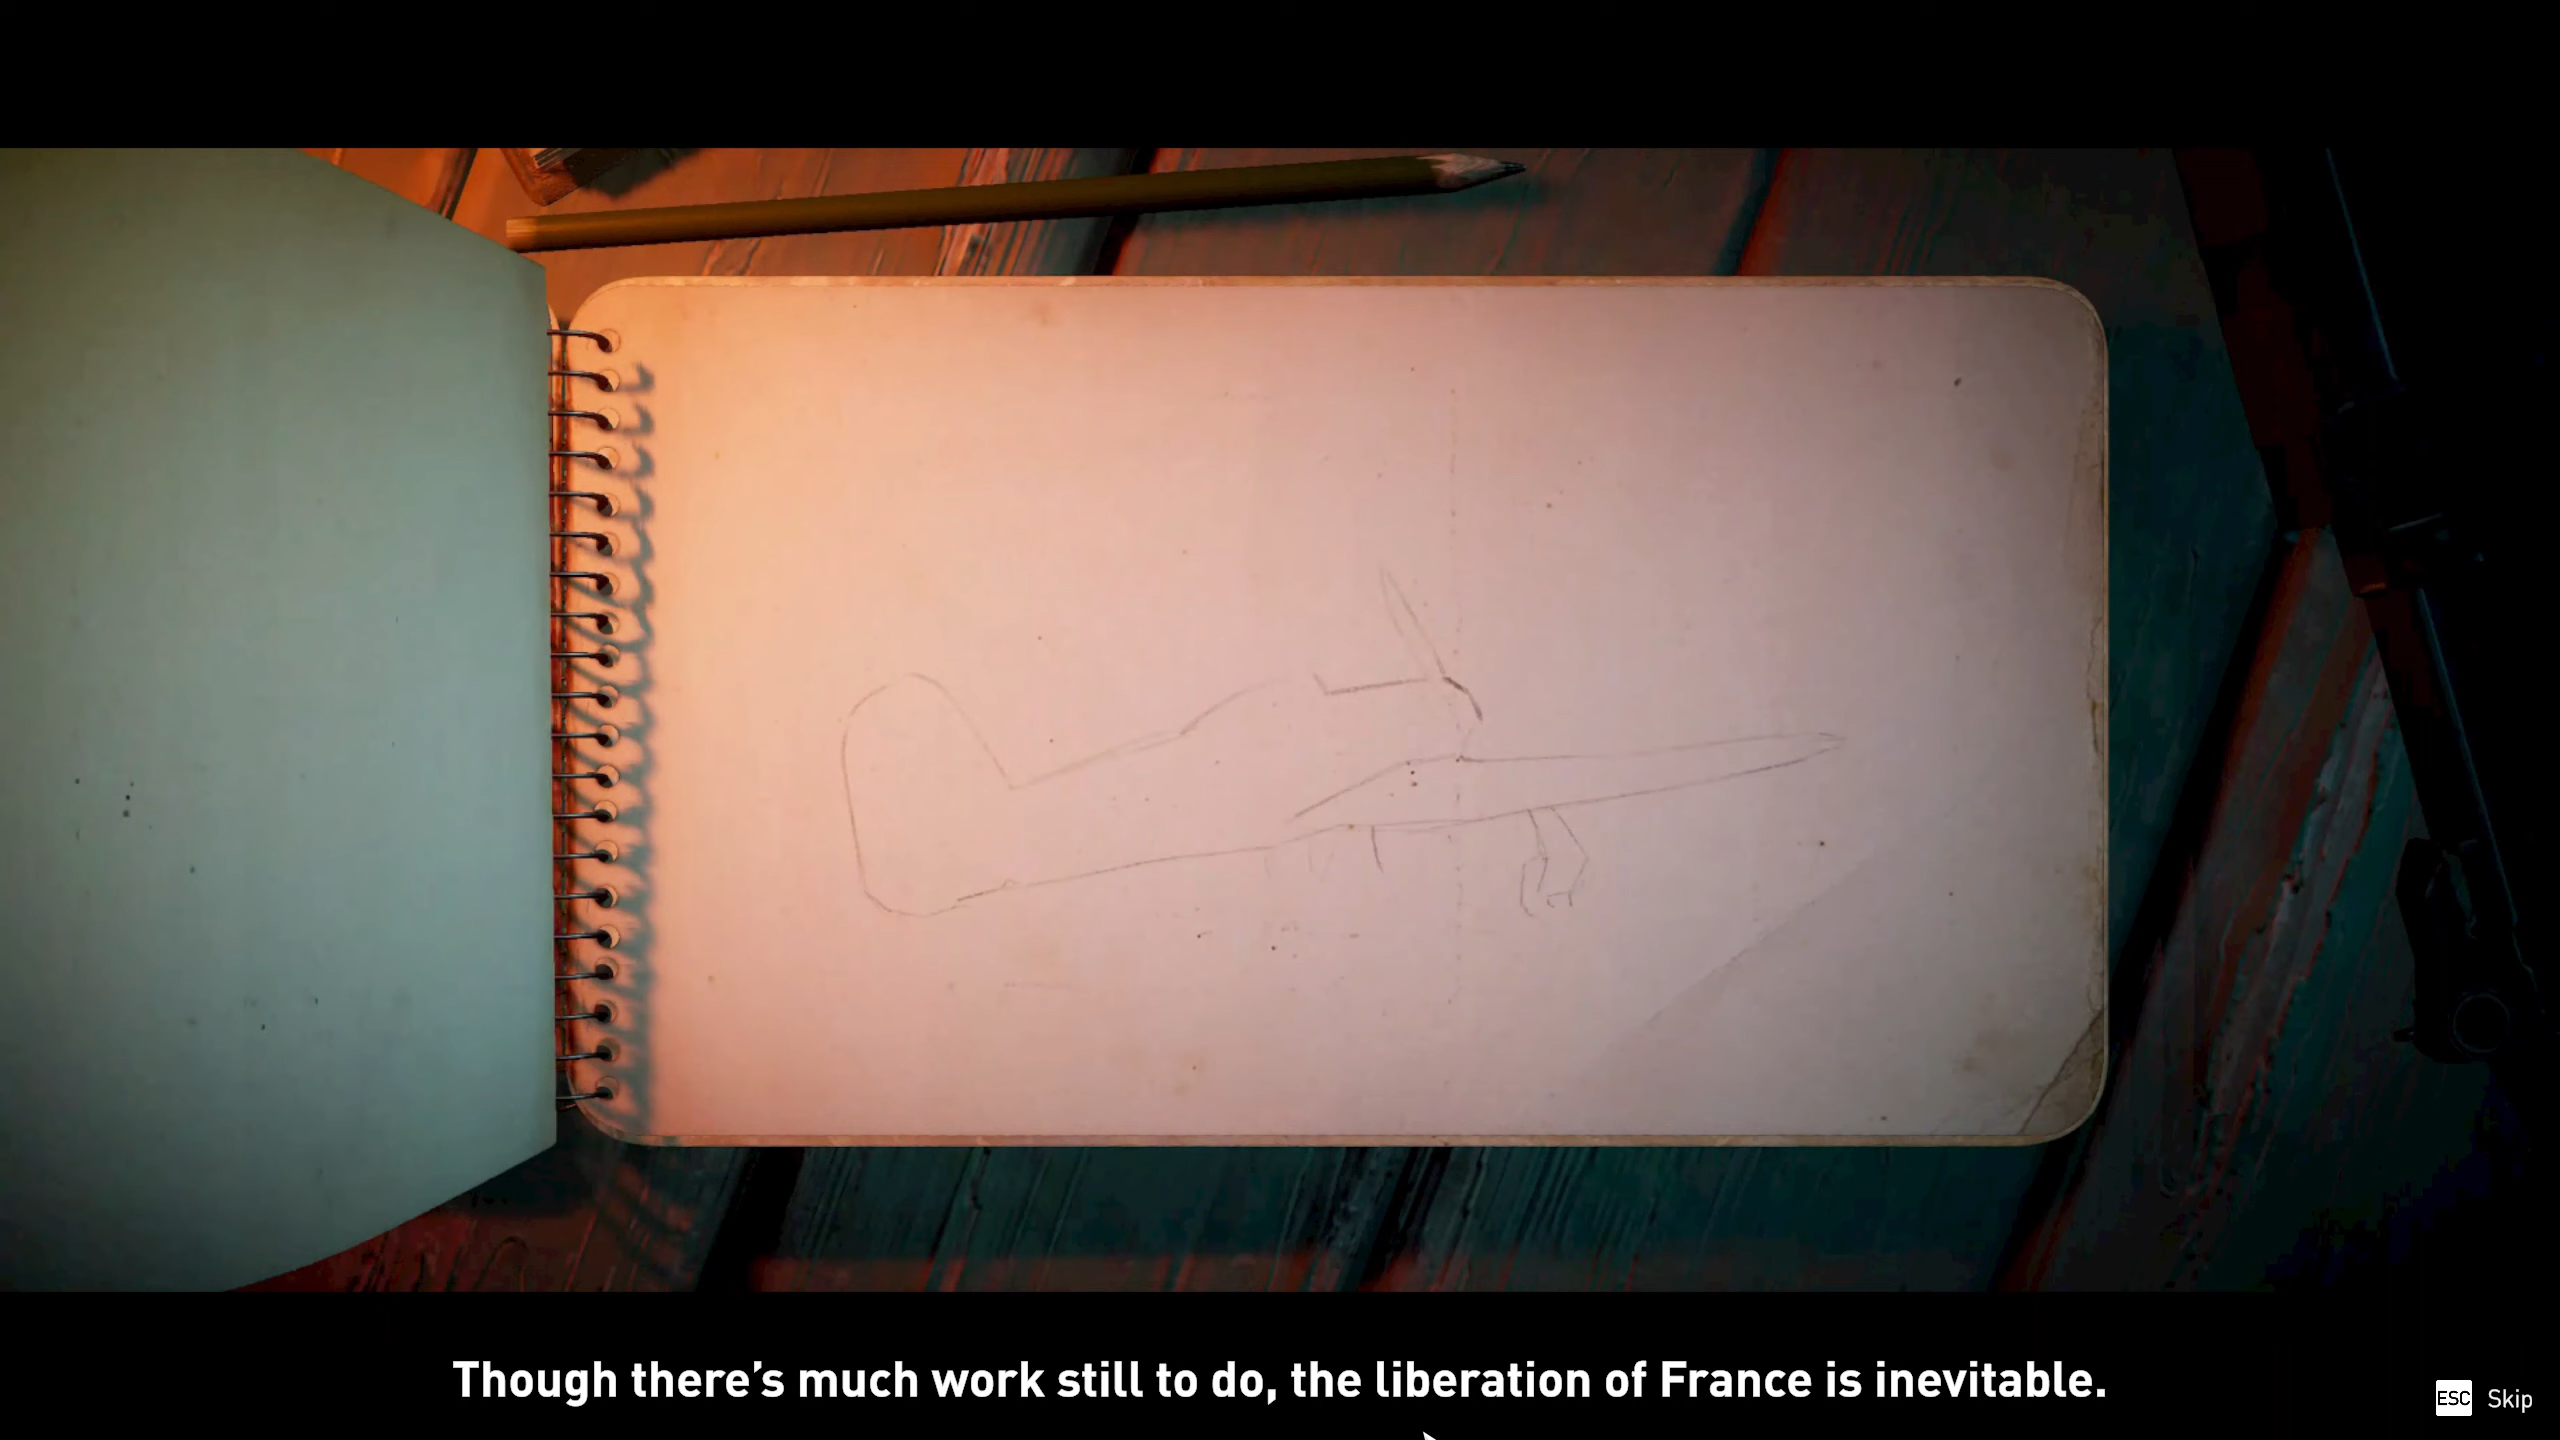 Though there's much work still to do, the liberation of France is inevitable.
ESC Skip